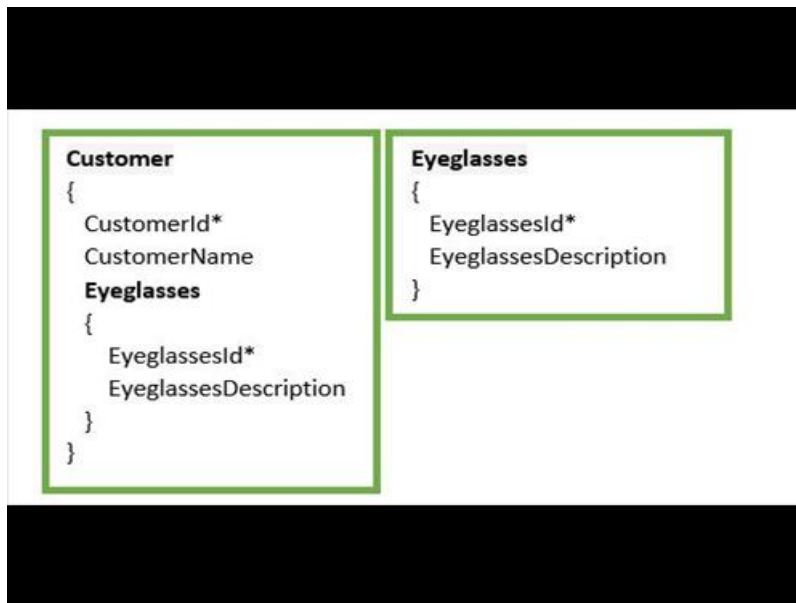 Customer
{
CustomerId*
CustomerName
Eyeglasses
{
EyeglassesId*
EyeglassesDescription
}
}
Eyeglasses
{
EyeglassesId*
EyeglassesDescription
}